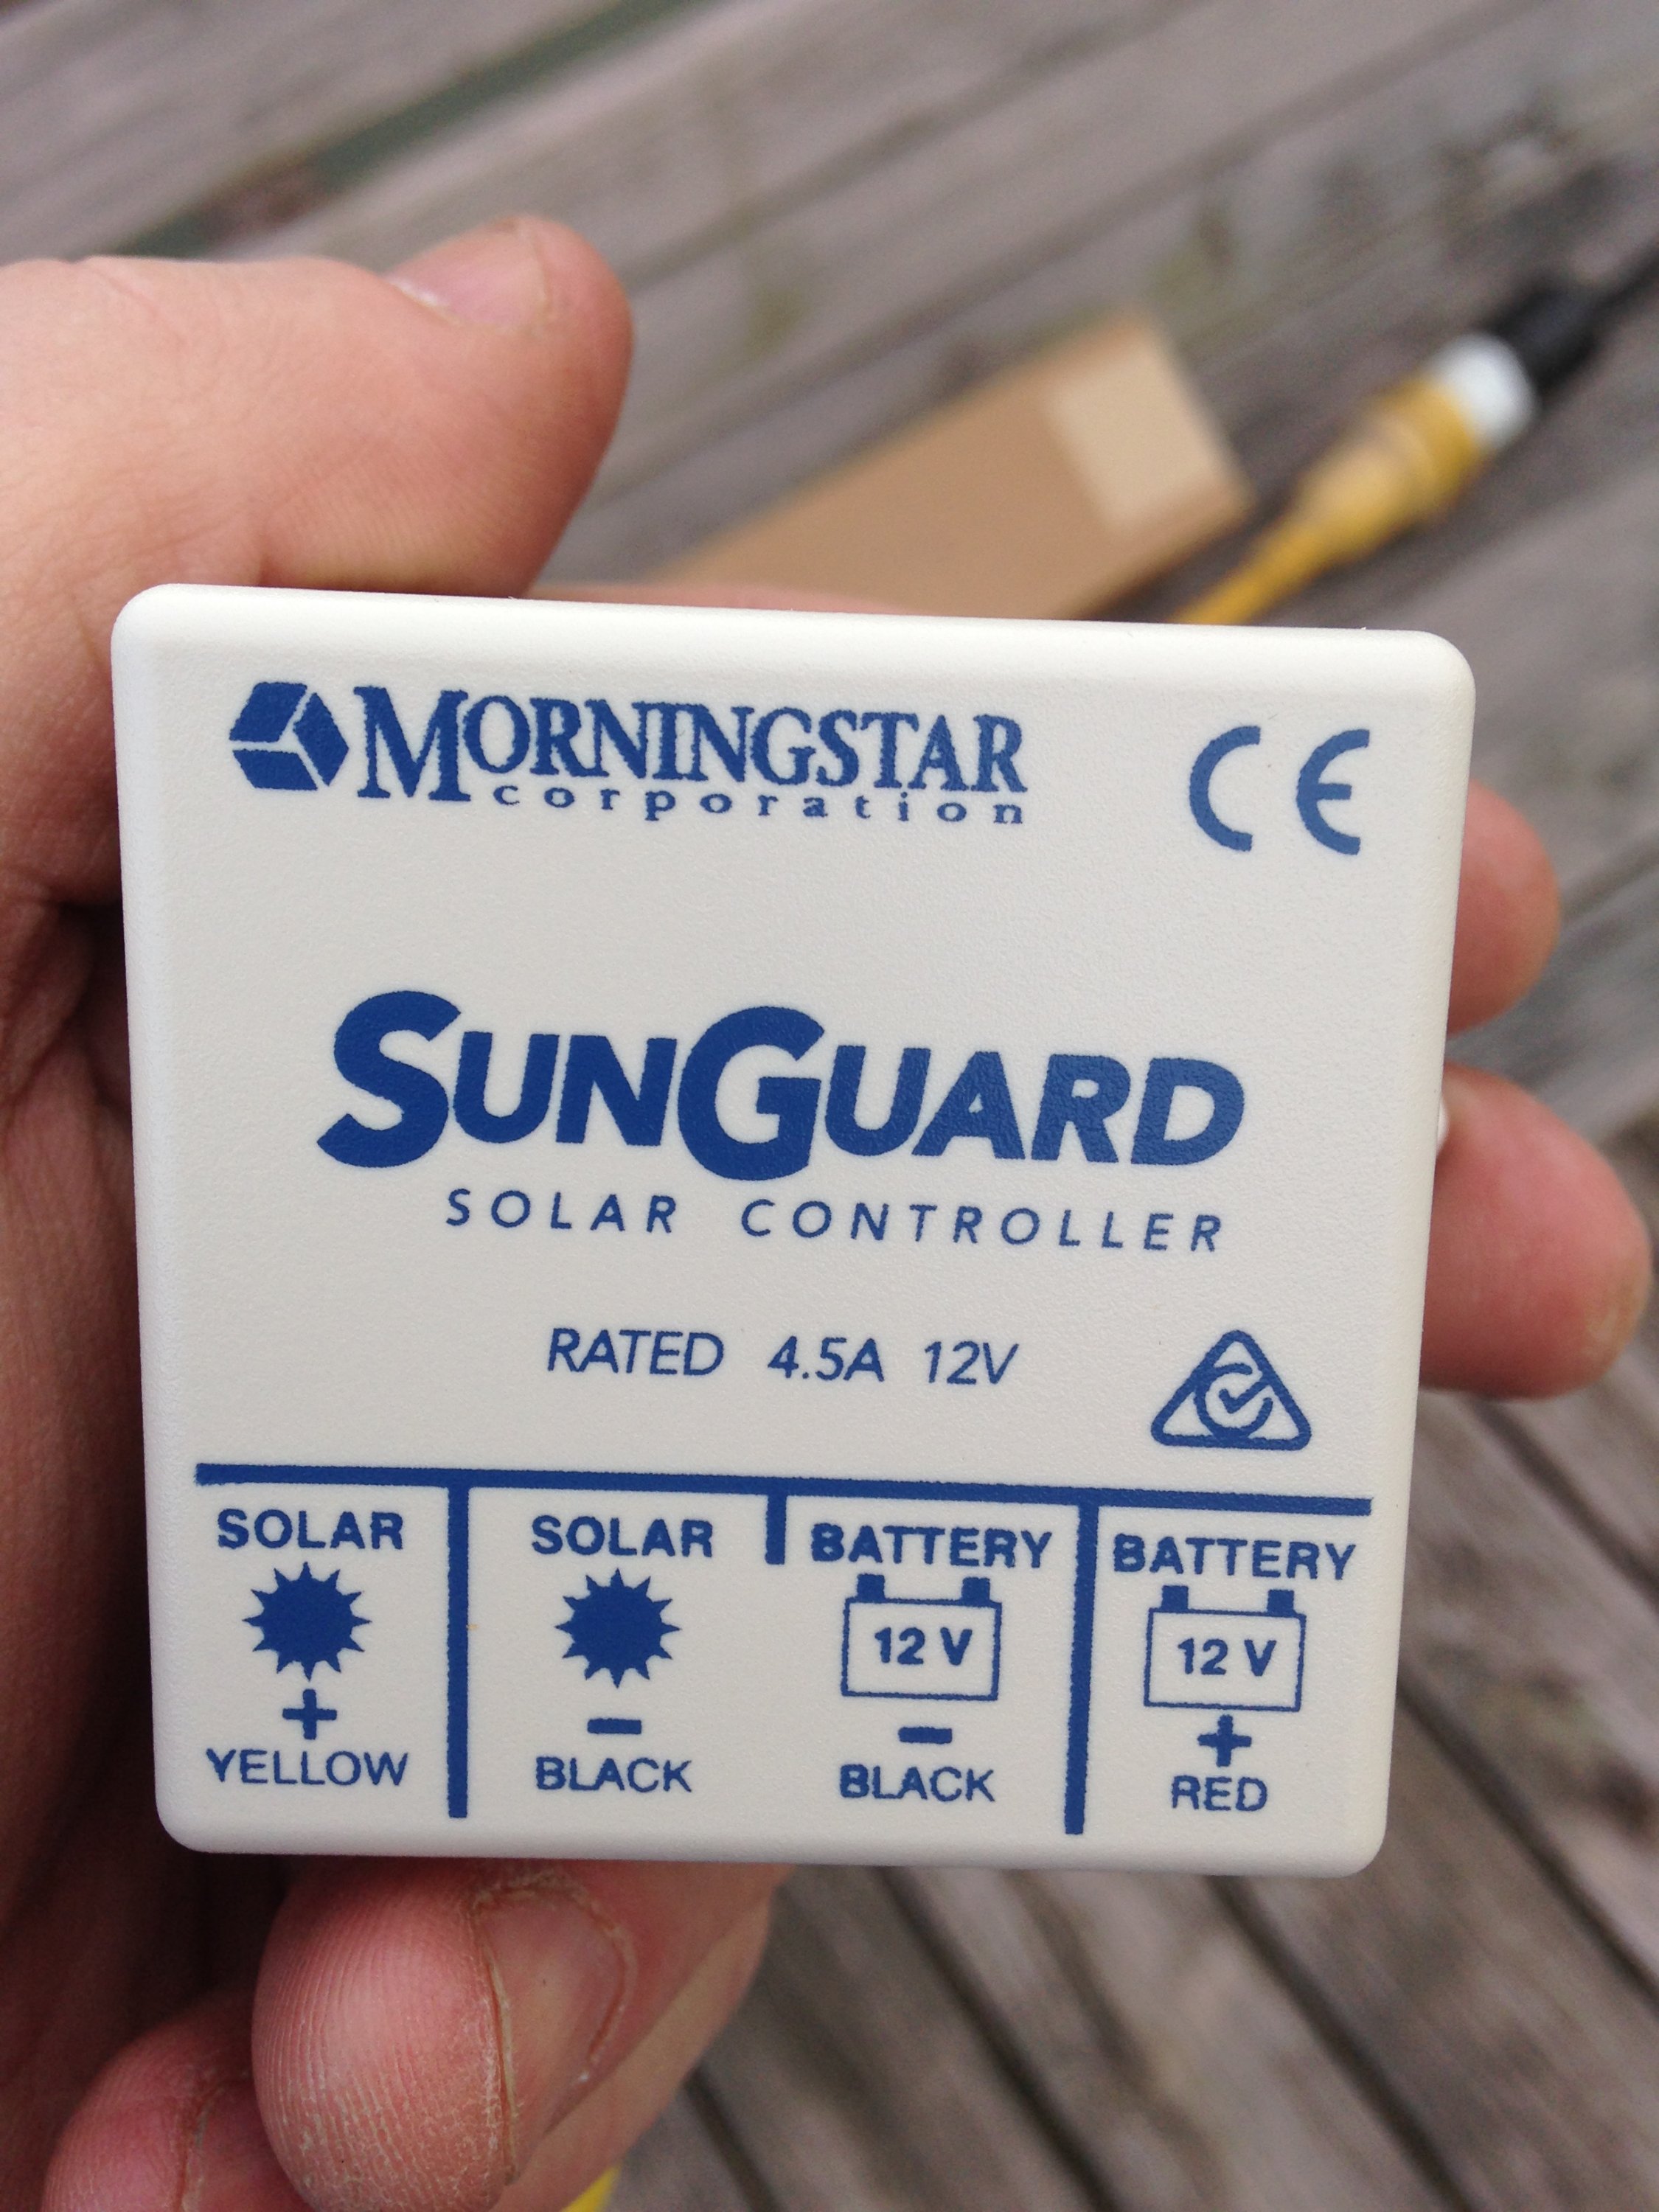 MORNINGSTAR
corporation
CE
SUNGUARD
SOLAR CONTROLLER
RATED 4.5A 12V
SOLAR SOLAR BATTERY BATTERY
12 V 12 V
+ - - +
YELLOW BLACK BLACK RED